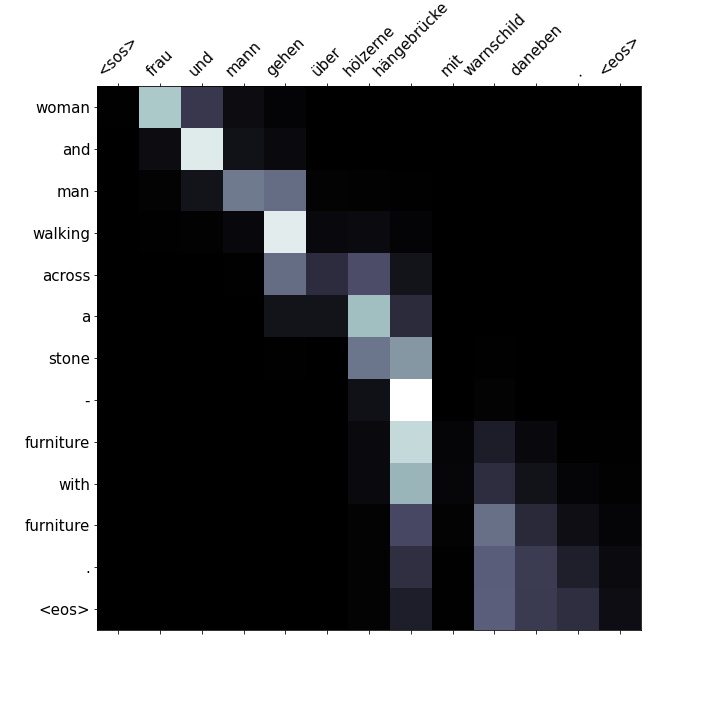 <sos> frau und mann gehen über hölzerne hängebrücke mit warnschild daneben . <eos>
woman
and
man
walking
across
a
stone
-
furniture
with
furniture
.
<eos>